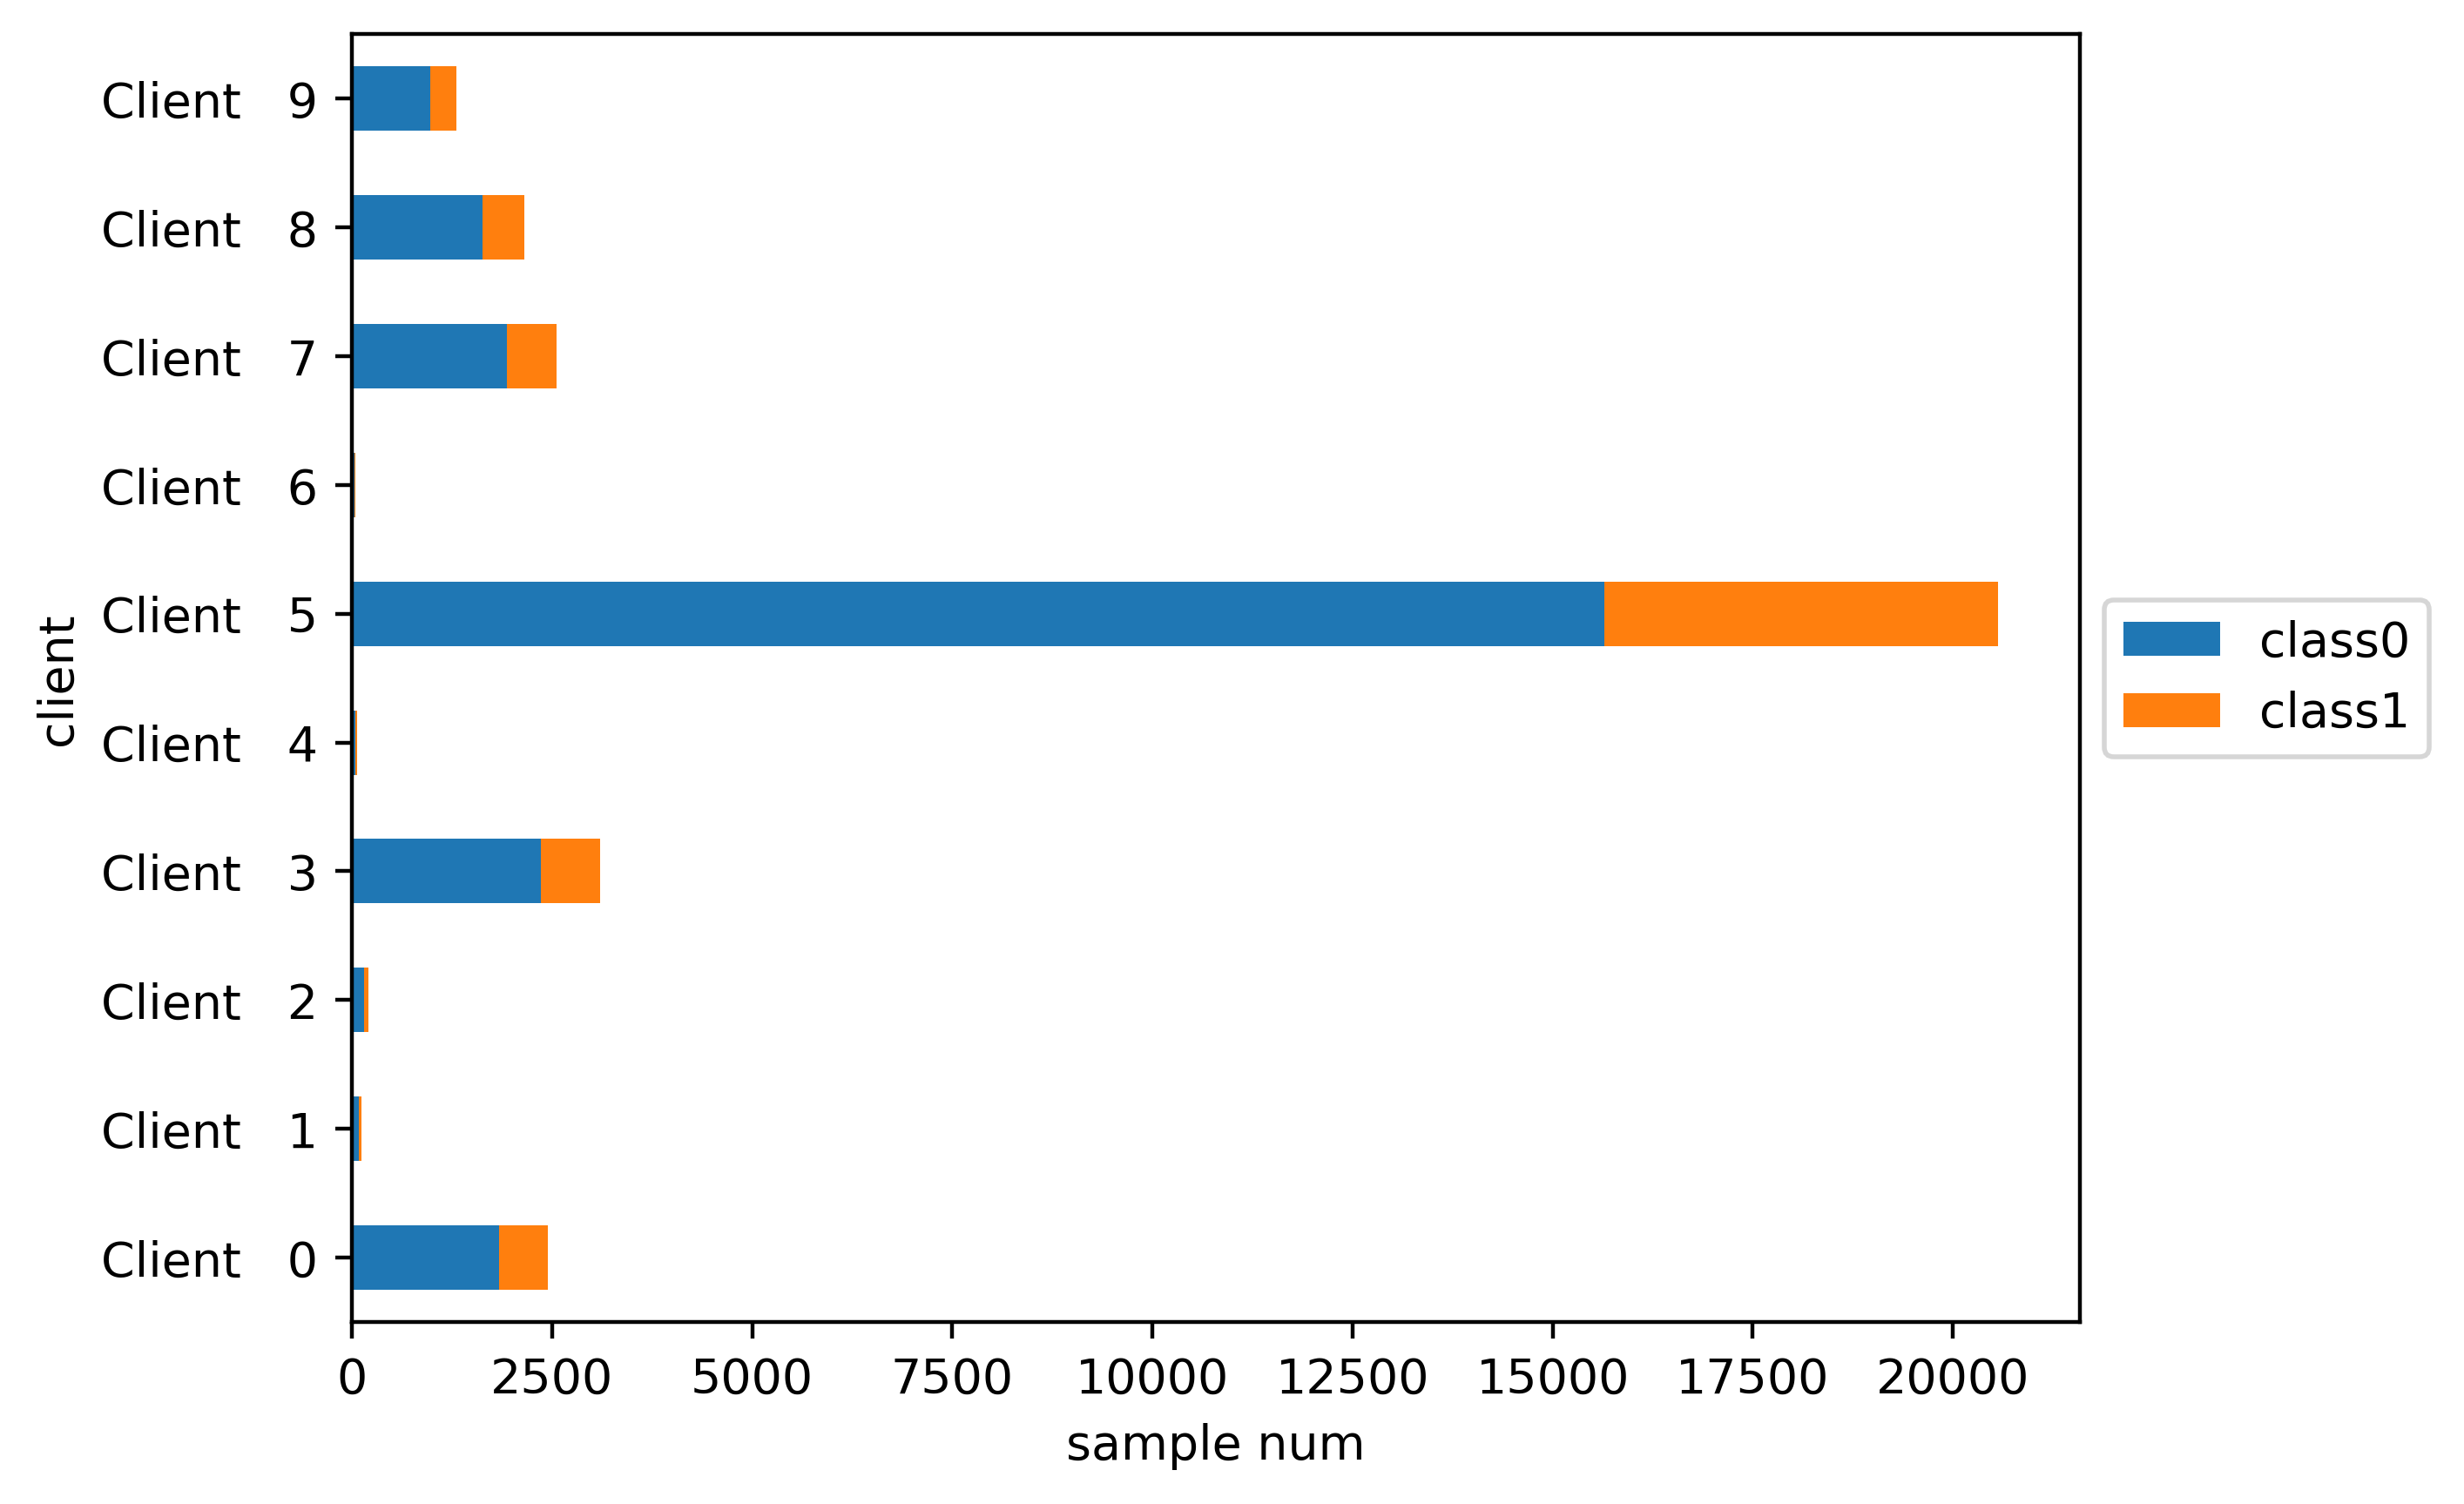 Client 9
Client 8
Client 7
Client 6
Client 5
Client 4
Client 3
Client 2
Client 1
Client 0
client
0 2500 5000 7500 10000 12500 15000 17500 20000
sample num
class0
class1